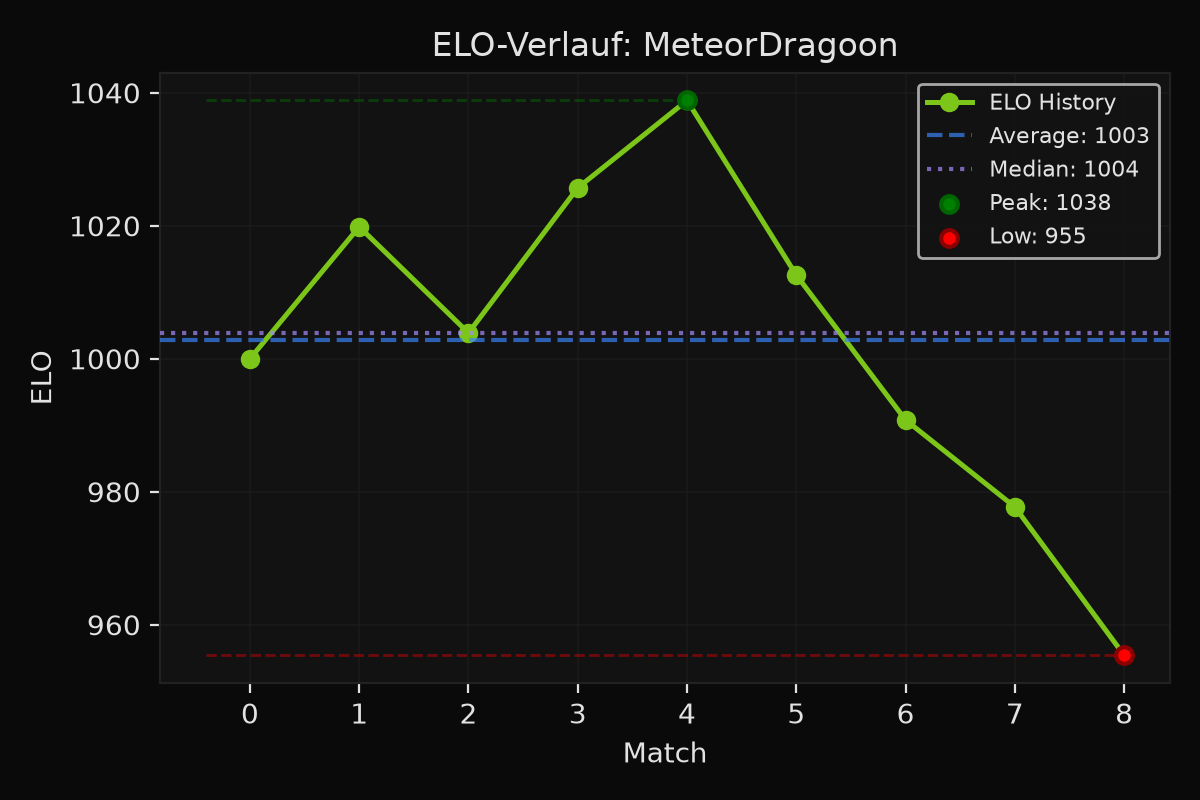 ELO-Verlauf: MeteorDragoon
ELO History
Average: 1003
Median: 1004
Peak: 1038
Low: 955
ELO
1040
1020
1000
980
960
0 1 2 3 4 5 6 7 8
Match